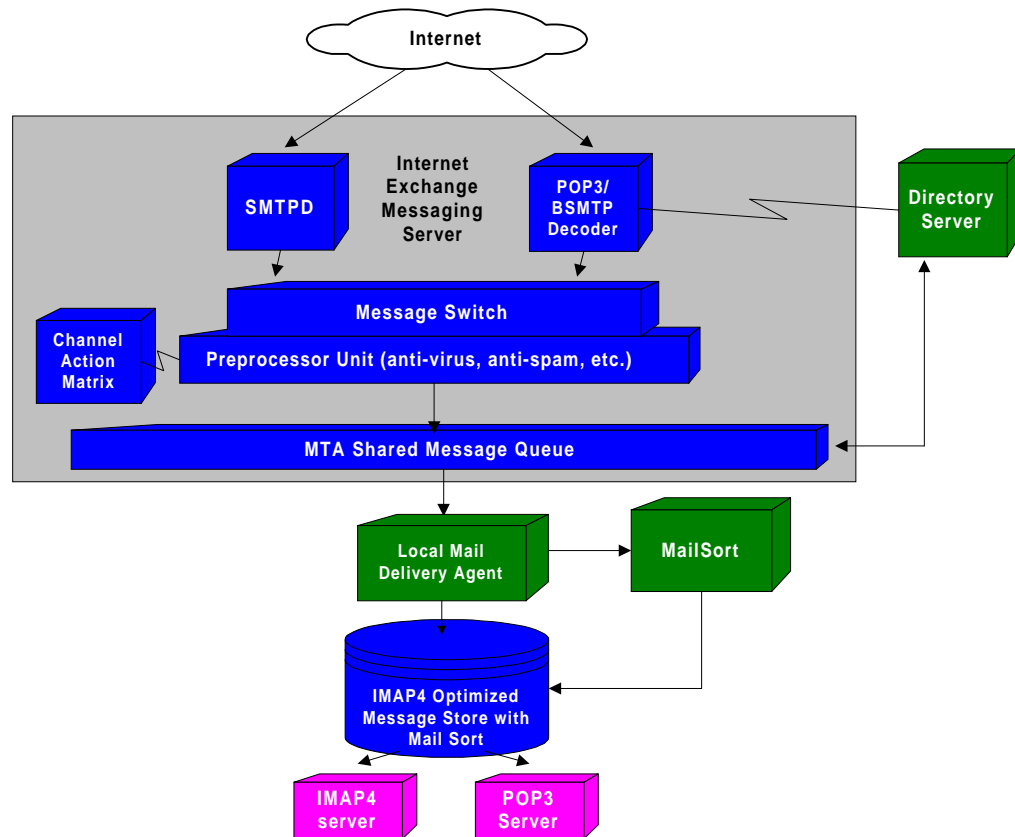 Internet
Internet
Exchange
Messaging
Server
SMTPD
POP3/
BSMTP
Decoder
Directory
Server
Message Switch
Channel
Action
Matrix
Preprocessor Unit (anti-virus, anti-spam, etc.)
MTA Shared Message Queue
Local Mail
Delivery Agent
MailSort
IMAP4 Optimized
Message Store with
Mail Sort
IMAP4
server
POP3
Server